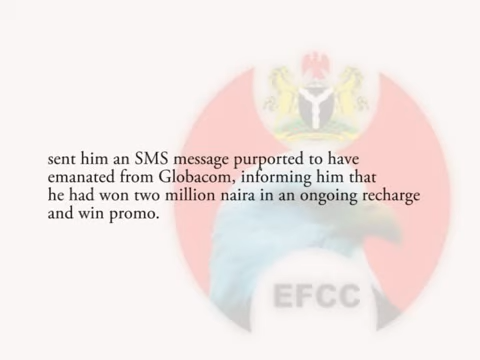 sent him an SMS message purported to have
emanated from Globacom, informing him that
he had won two million naira in an ongoing recharge
and win promo.
EFCC